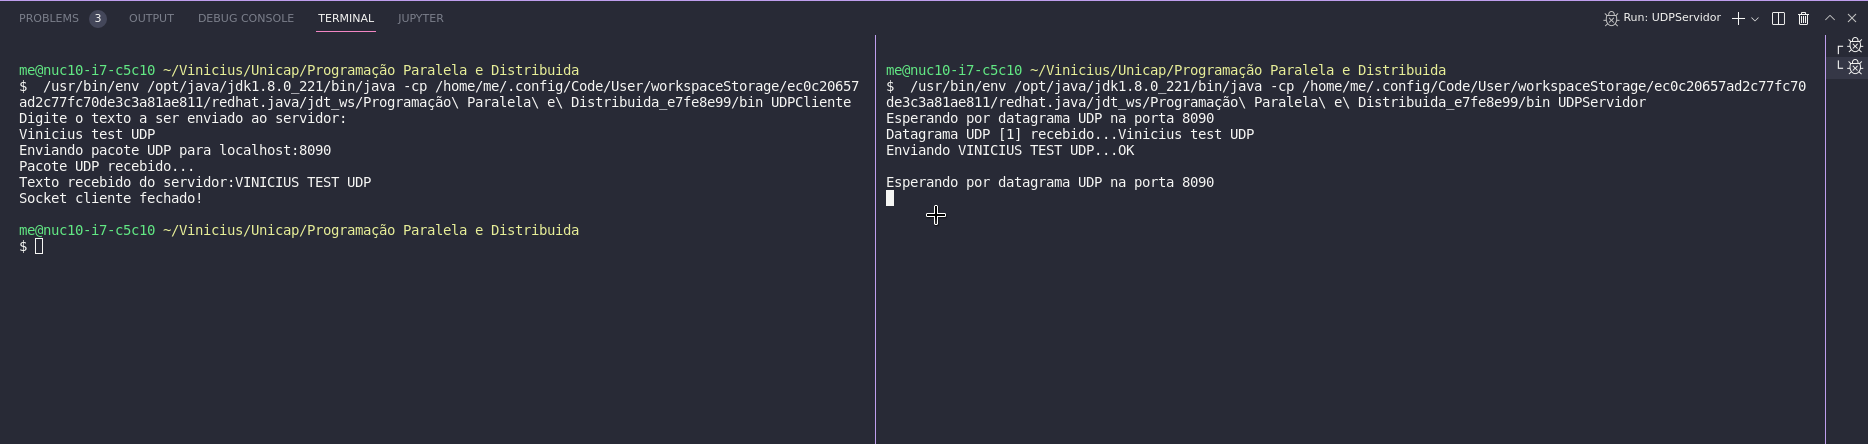 PROBLEMS 3 OUTPUT DEBUG CONSOLE TERMINAL JUPYTER Run: UDPServidor
me@nuc10-i7-c5c10 ~/Vinicius/Unicap/Programação Paralela e Distribuida
$  /usr/bin/env /opt/java/jdk1.8.0_221/bin/java -cp /home/me/.config/Code/User/workspaceStorage/ec0c20657
ad2c77fc70de3c3a81ae811/redhat.java/jdt_ws/Programação\ Paralela\ e\ Distribuida_e7fe8e99/bin UDPCliente
Digite o texto a ser enviado ao servidor:
Vinicius test UDP
Enviando pacote UDP para localhost:8090
Pacote UDP recebido...
Texto recebido do servidor:VINICIUS TEST UDP
Socket cliente fechado!
me@nuc10-i7-c5c10 ~/Vinicius/Unicap/Programação Paralela e Distribuida
$
me@nuc10-i7-c5c10 ~/Vinicius/Unicap/Programação Paralela e Distribuida
$  /usr/bin/env /opt/java/jdk1.8.0_221/bin/java -cp /home/me/.config/Code/User/workspaceStorage/ec0c20657ad2c77fc70
de3c3a81ae811/redhat.java/jdt_ws/Programação\ Paralela\ e\ Distribuida_e7fe8e99/bin UDPServidor
Esperando por datagrama UDP na porta 8090
Datagrama UDP [1] recebido...Vinicius test UDP
Enviando VINICIUS TEST UDP...OK
Esperando por datagrama UDP na porta 8090